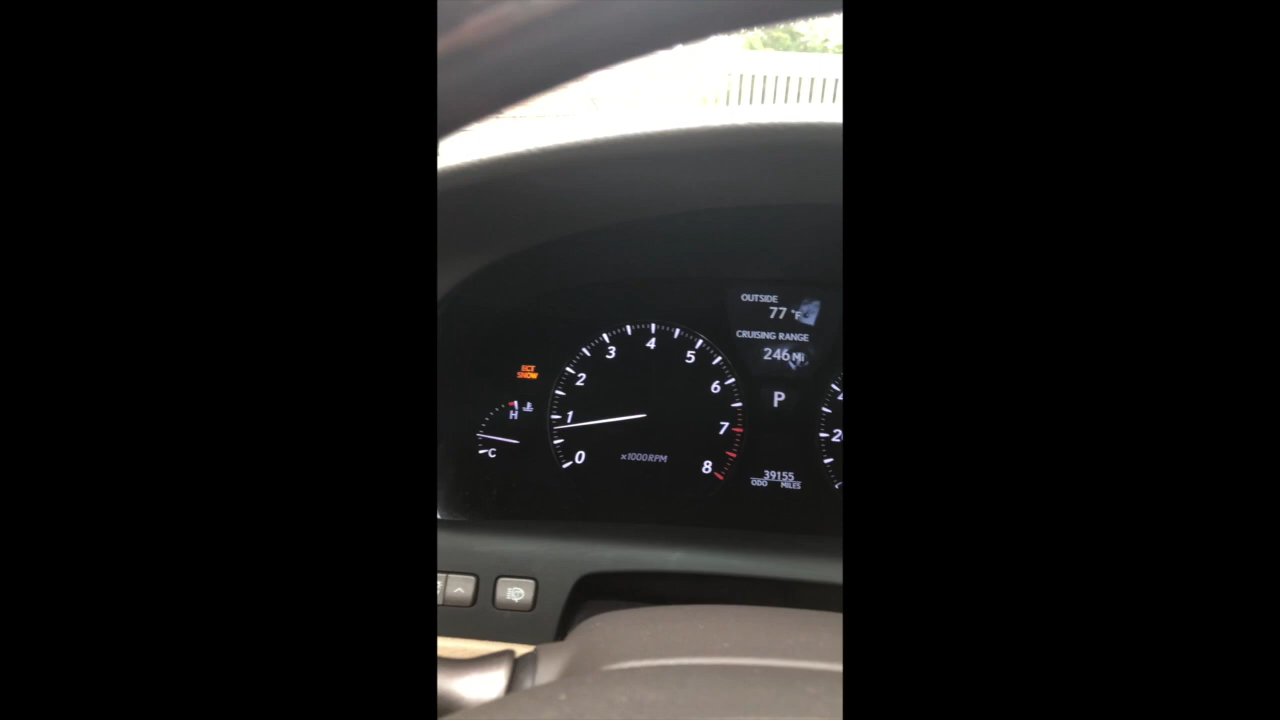 OUTSIDE
77 °F
CRUISING RANGE
246 Mi
ECT
SNOW
H
C
0
1
2
3
4
5
6
7
8
x1000RPM
P
39155
ODO MILES
20